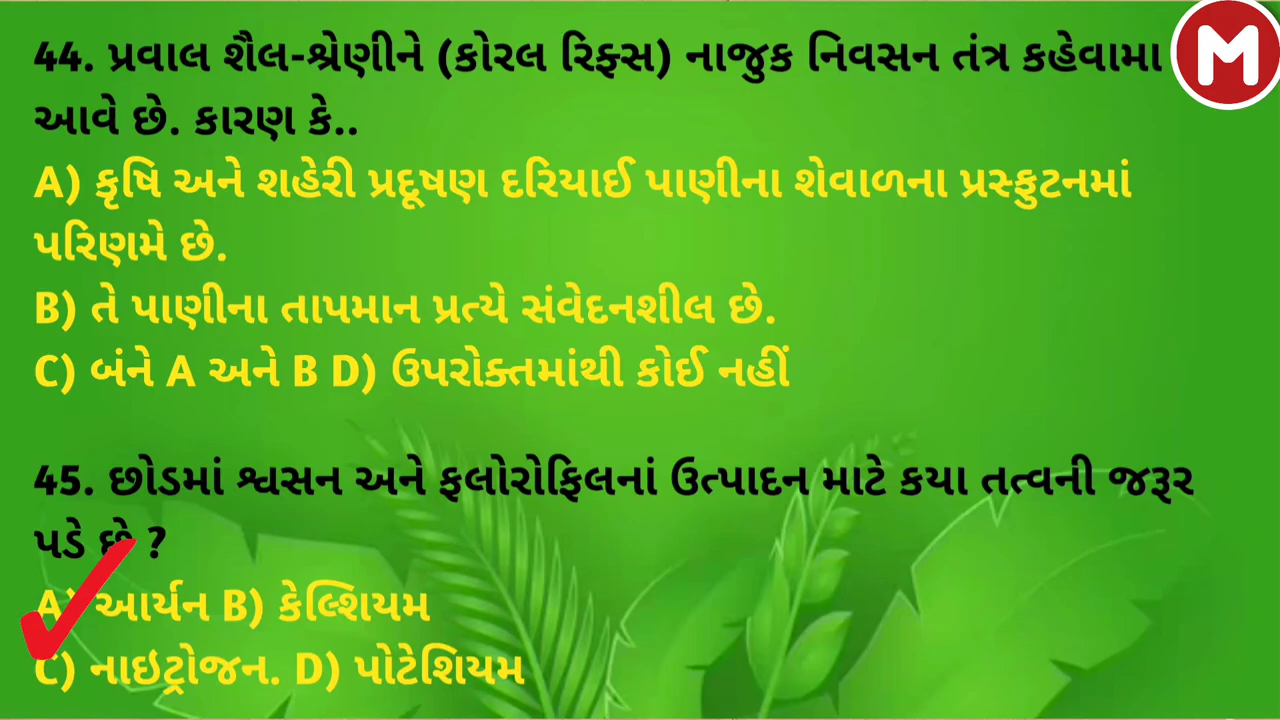 44. પ્રવાલ શૈલ-શ્રેણીને (કોરલ રિફ્સ) નાજુક નિવસન તંત્ર કહેવામા
આવે છે. કારણ કે..
A) કૃષિ અને શહેરી પ્રદૂષણ દરિયાઈ પાણીના શેવાળના પ્રસ્ફુટનમાં
પરિણમે છે.
B) તે પાણીના તાપમાન પ્રત્યે સંવેદનશીલ છે.
C) બંને A અને B D) ઉપરોક્તમાંથી કોઈ નહીં
45. છોડમાં શ્વસન અને ફલોરોફિલનાં ઉત્પાદન માટે કયા તત્વની જરૂર
પડે છે ?
A) આર્યન B) કેલ્શિયમ
C) નાઇટ્રોજન. D) પોટેશિયમ
M